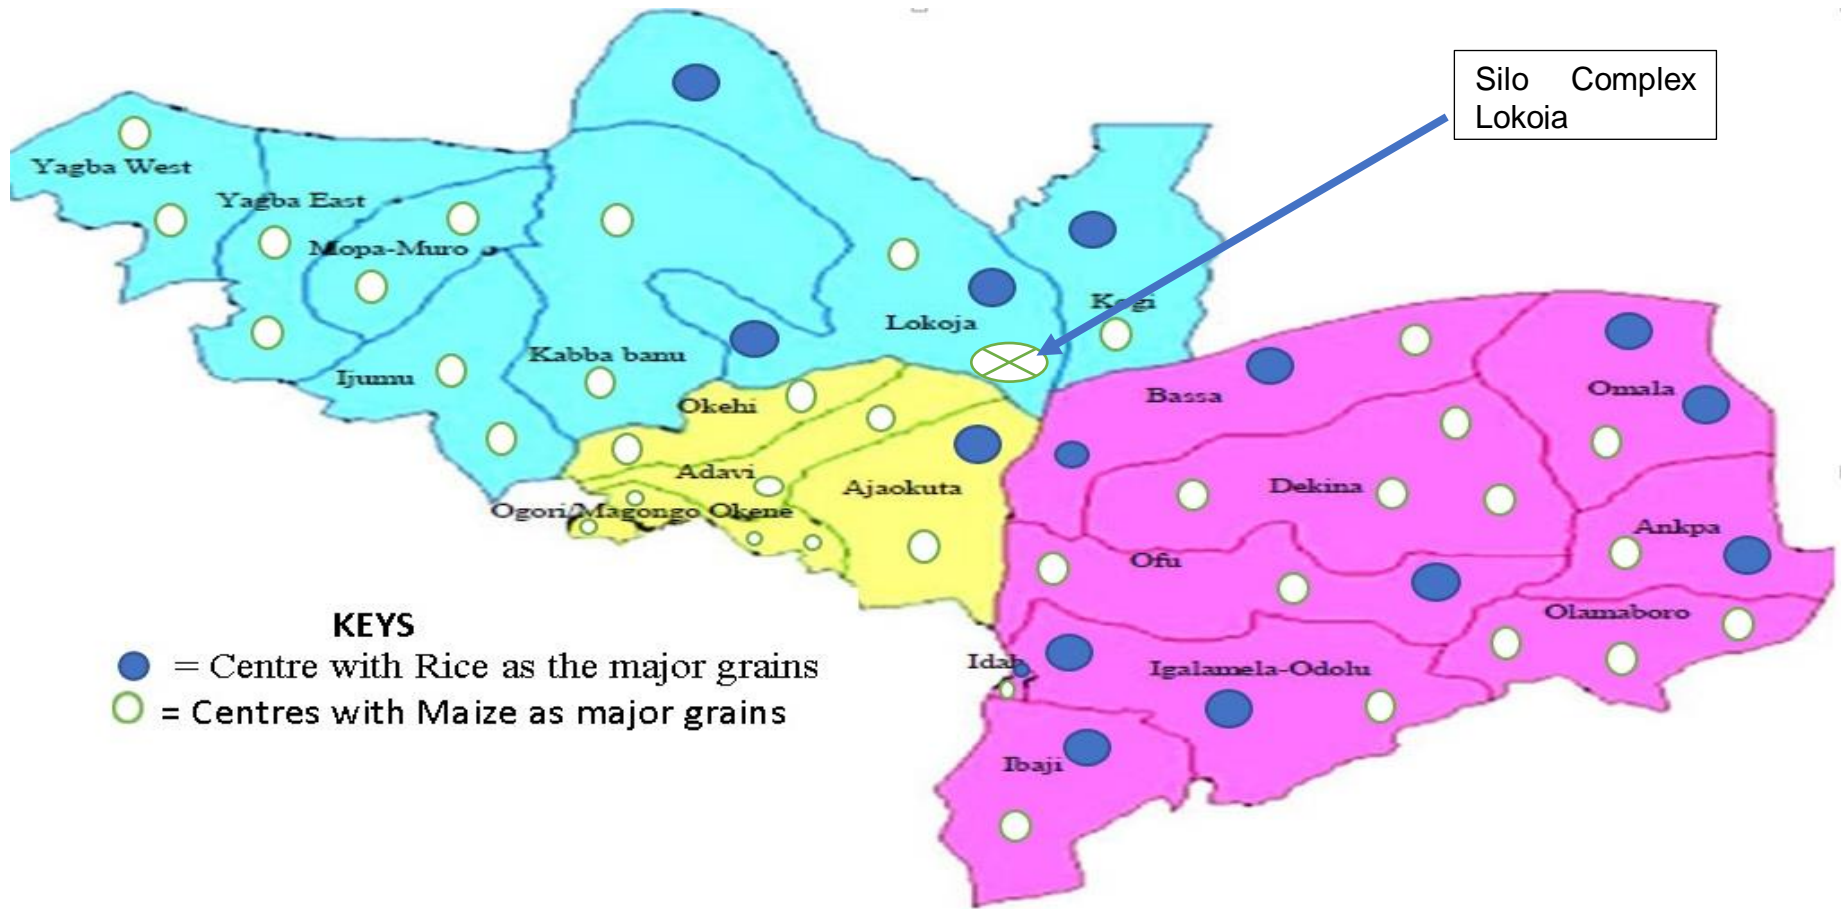 Silo Complex
Lokoia
Yagba West
Yagba East
Mopa-Muro
Kogi
Lokoja
Kabba banu
Ijumu
Okehi
Bassa
Omala
Adavi
Ajaokuta
Dekina
Ogori/Magongo Okene
Ankpa
Ofu
Olamaboro
KEYS
= Centre with Rice as the major grains
= Centres with Maize as major grains
Idah
Igalamela-Odolu
Ibaji